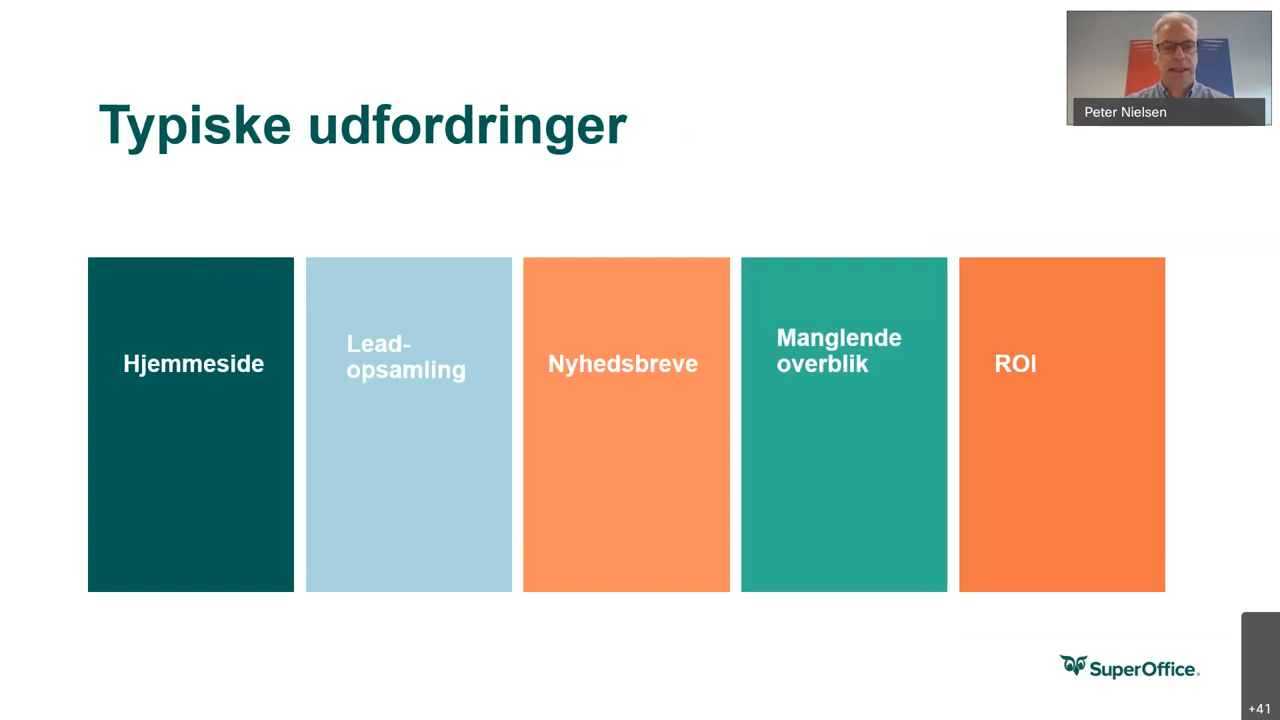 Typiske udfordringer
Peter Nielsen
Hjemmeside
Lead-
opsamling
Nyhedsbreve
Manglende
overblik
ROI
SuperOffice.
+41